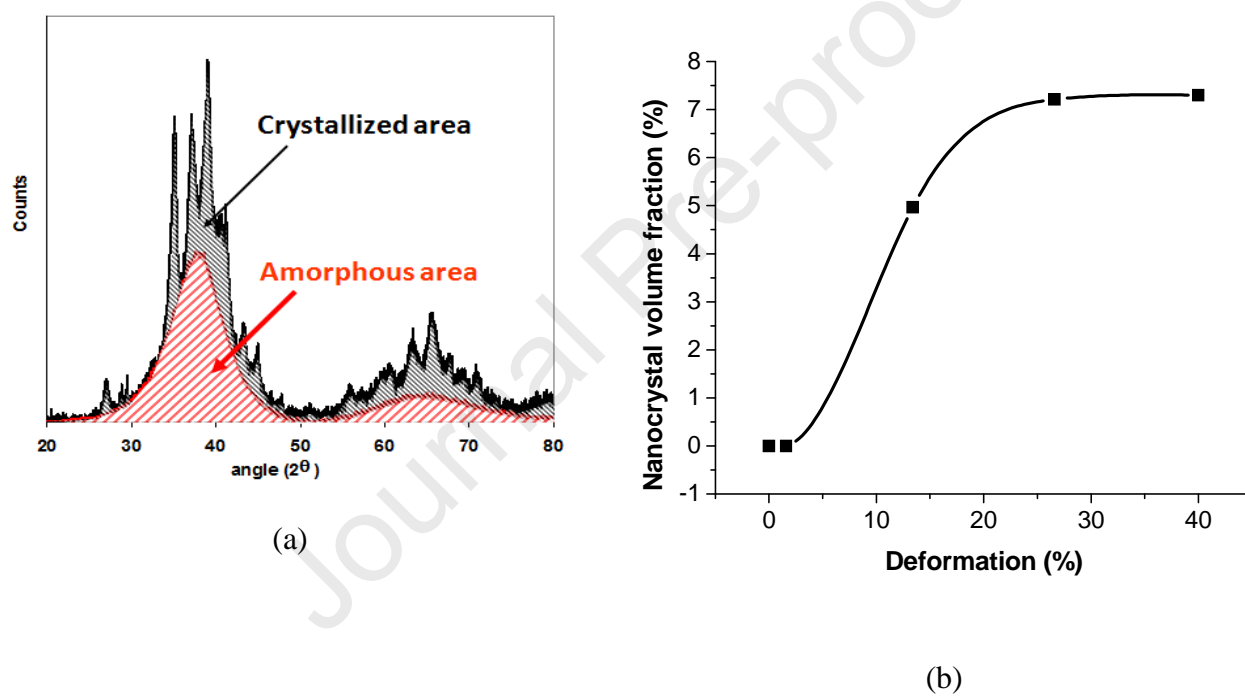 Counts
Crystallized area
Amorphous area
20 30 40 50 60 70 80
angle (2θ)
(a)
Nanocrystal volume fraction (%)
8
7
6
5
4
3
2
1
0
-1
0 10 20 30 40
Deformation (%)
(b)
Journal Pre-proo